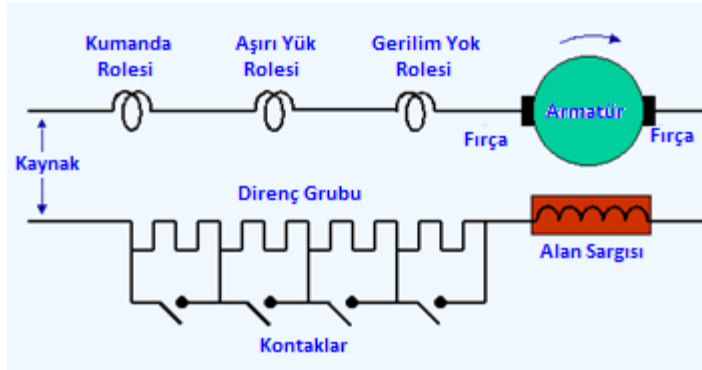 Kumanda
Rolesi
Aşırı Yük
Rolesi
Gerilim Yok
Rolesi
Armatür
Fırça
Fırça
Kaynak
Direnç Grubu
Alan Sargısı
Kontaklar